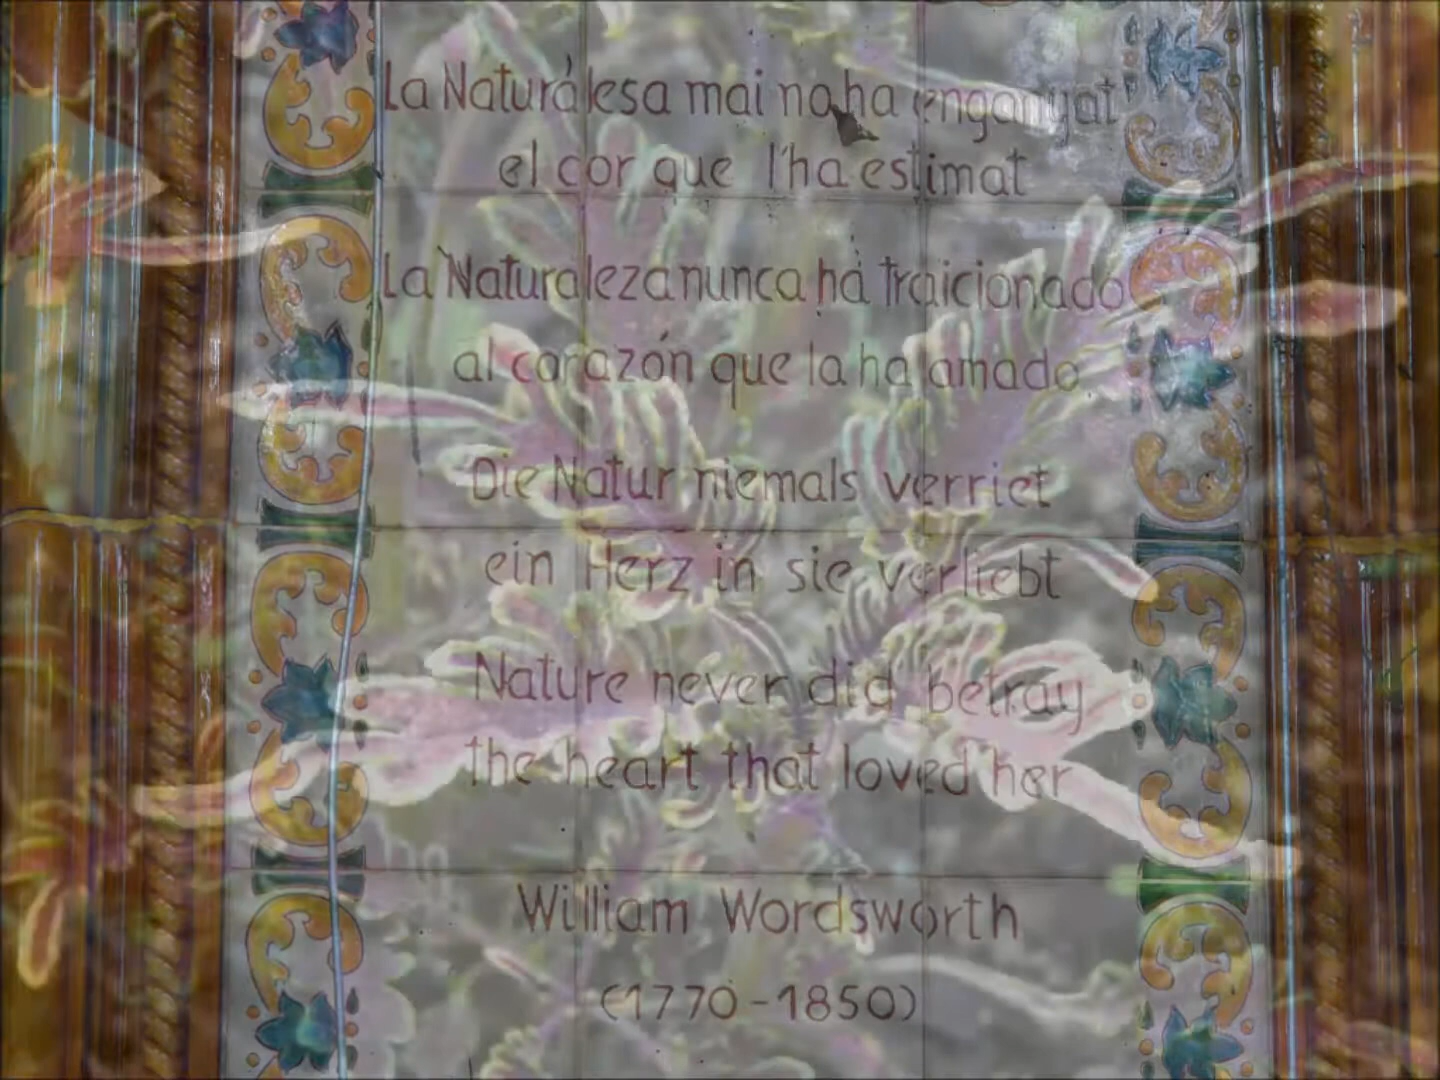 La Naturalesa mai no ha enganyat
el cor que l'ha estimat
La Naturaleza nunca ha traicionado
al corazón que la ha amado
Die Natur niemals verriet
ein Herz in sie verliebt
Nature never did betray
the heart that loved her
William Wordsworth
(1770-1850)